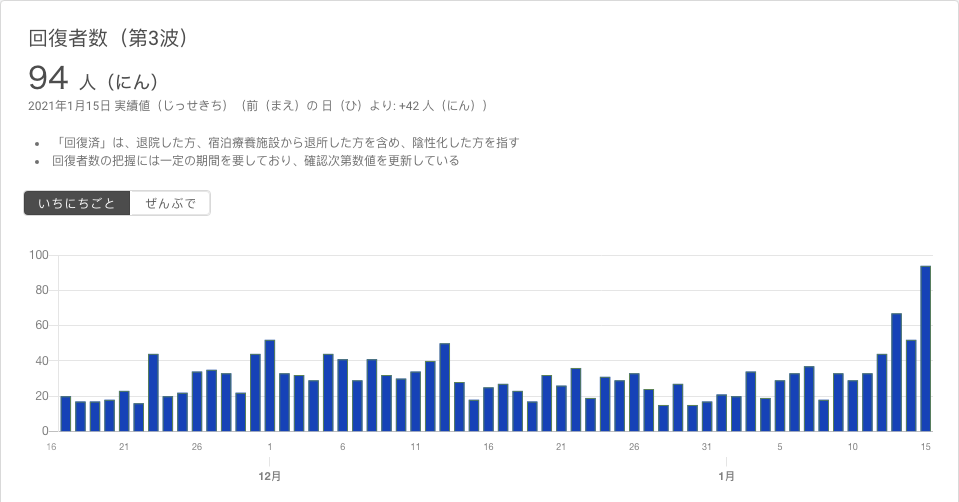 回復者数（第3波）
94 人（にん）
2021年1月15日 実績値（じっせきち）（前（まえ）の 日（ひ）より: +42 人（にん））
・ 「回復済」は、退院した方、宿泊療養施設から退所した方を含め、陰性化した方を指す
・ 回復者数の把握には一定の期間を要しており、確認次第数値を更新している
いちにちごと ぜんぶで
100
80
60
40
20
0
16 21 26 1 6 11 16 21 26 31 5 10 15
12月 1月